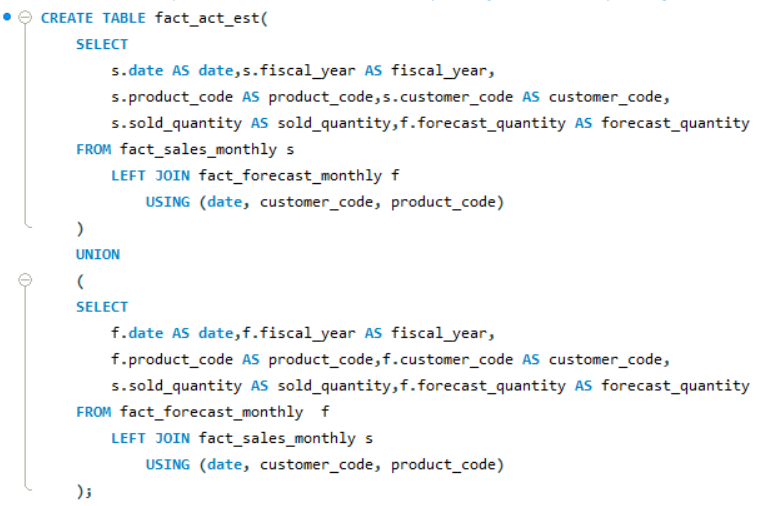 CREATE TABLE fact_act_est(
SELECT
s.date AS date,s.fiscal_year AS fiscal_year,
s.product_code AS product_code,s.customer_code AS customer_code,
s.sold_quantity AS sold_quantity,f.forecast_quantity AS forecast_quantity
FROM fact_sales_monthly s
LEFT JOIN fact_forecast_monthly f
USING (date, customer_code, product_code)
)
UNION
(
SELECT
f.date AS date,f.fiscal_year AS fiscal_year,
f.product_code AS product_code,f.customer_code AS customer_code,
s.sold_quantity AS sold_quantity,f.forecast_quantity AS forecast_quantity
FROM fact_forecast_monthly  f
LEFT JOIN fact_sales_monthly s
USING (date, customer_code, product_code)
);